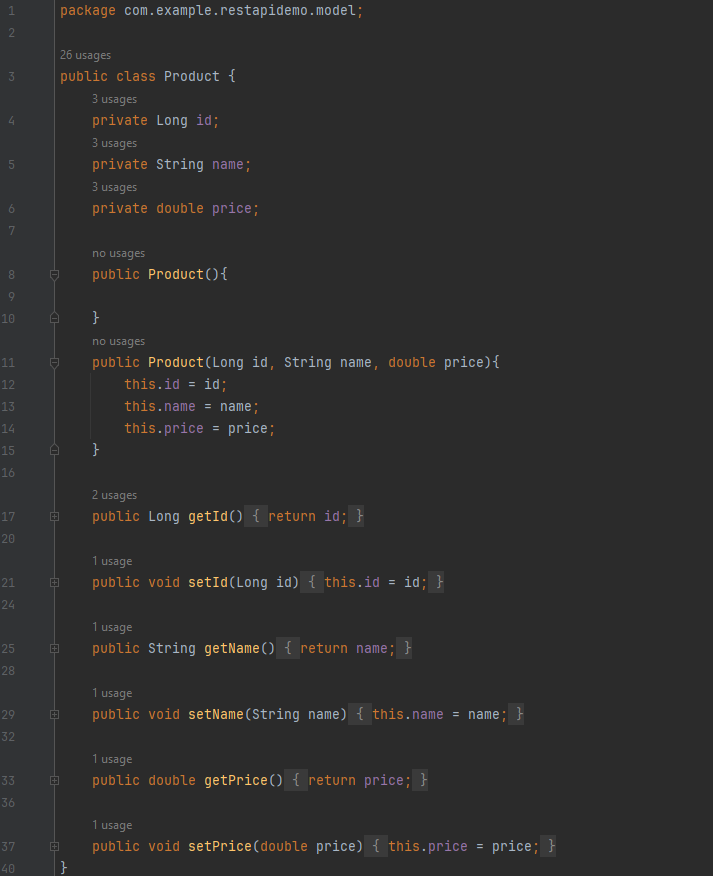 1 package com.example.restapidemo.model;
2
26 usages
3 public class Product {
3 usages
4 private Long id;
3 usages
5 private String name;
3 usages
6 private double price;
7
no usages
8 public Product(){
9
10 }
no usages
11 public Product(Long id, String name, double price){
12 this.id = id;
13 this.name = name;
14 this.price = price;
15 }
16
2 usages
17 public Long getId() { return id; }
20
1 usage
21 public void setId(Long id) { this.id = id; }
24
1 usage
25 public String getName() { return name; }
28
1 usage
29 public void setName(String name) { this.name = name; }
32
1 usage
33 public double getPrice() { return price; }
36
1 usage
37 public void setPrice(double price) { this.price = price; }
40 }